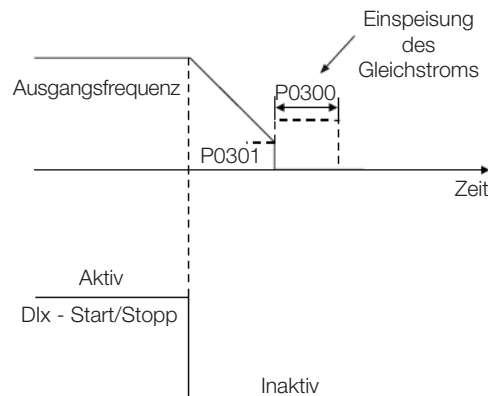 Einspeisung
des
Gleichstroms
Ausgangsfrequenz
P0300
P0301
Zeit
Aktiv
DIx - Start/Stopp
Inaktiv